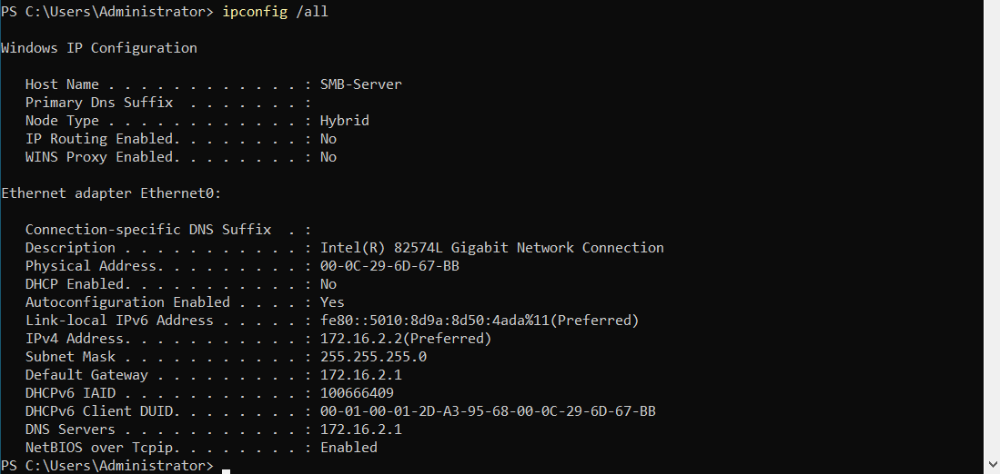 PS C:\Users\Administrator> ipconfig /all
Windows IP Configuration
Host Name . . . . . . . . . . . . : SMB-Server
Primary Dns Suffix  . . . . . . . :
Node Type . . . . . . . . . . . . : Hybrid
IP Routing Enabled. . . . . . . . : No
WINS Proxy Enabled. . . . . . . . : No
Ethernet adapter Ethernet0:
Connection-specific DNS Suffix  . :
Description . . . . . . . . . . . : Intel(R) 82574L Gigabit Network Connection
Physical Address. . . . . . . . . : 00-0C-29-6D-67-BB
DHCP Enabled. . . . . . . . . . . : No
Autoconfiguration Enabled . . . . : Yes
Link-local IPv6 Address . . . . . : fe80::5010:8d9a:8d50:4ada%11(Preferred)
IPv4 Address. . . . . . . . . . . : 172.16.2.2(Preferred)
Subnet Mask . . . . . . . . . . . : 255.255.255.0
Default Gateway . . . . . . . . . : 172.16.2.1
DHCPv6 IAID . . . . . . . . . . . : 100666409
DHCPv6 Client DUID. . . . . . . . : 00-01-00-01-2D-A3-95-68-00-0C-29-6D-67-BB
DNS Servers . . . . . . . . . . . : 172.16.2.1
NetBIOS over Tcpip. . . . . . . . : Enabled
PS C:\Users\Administrator>